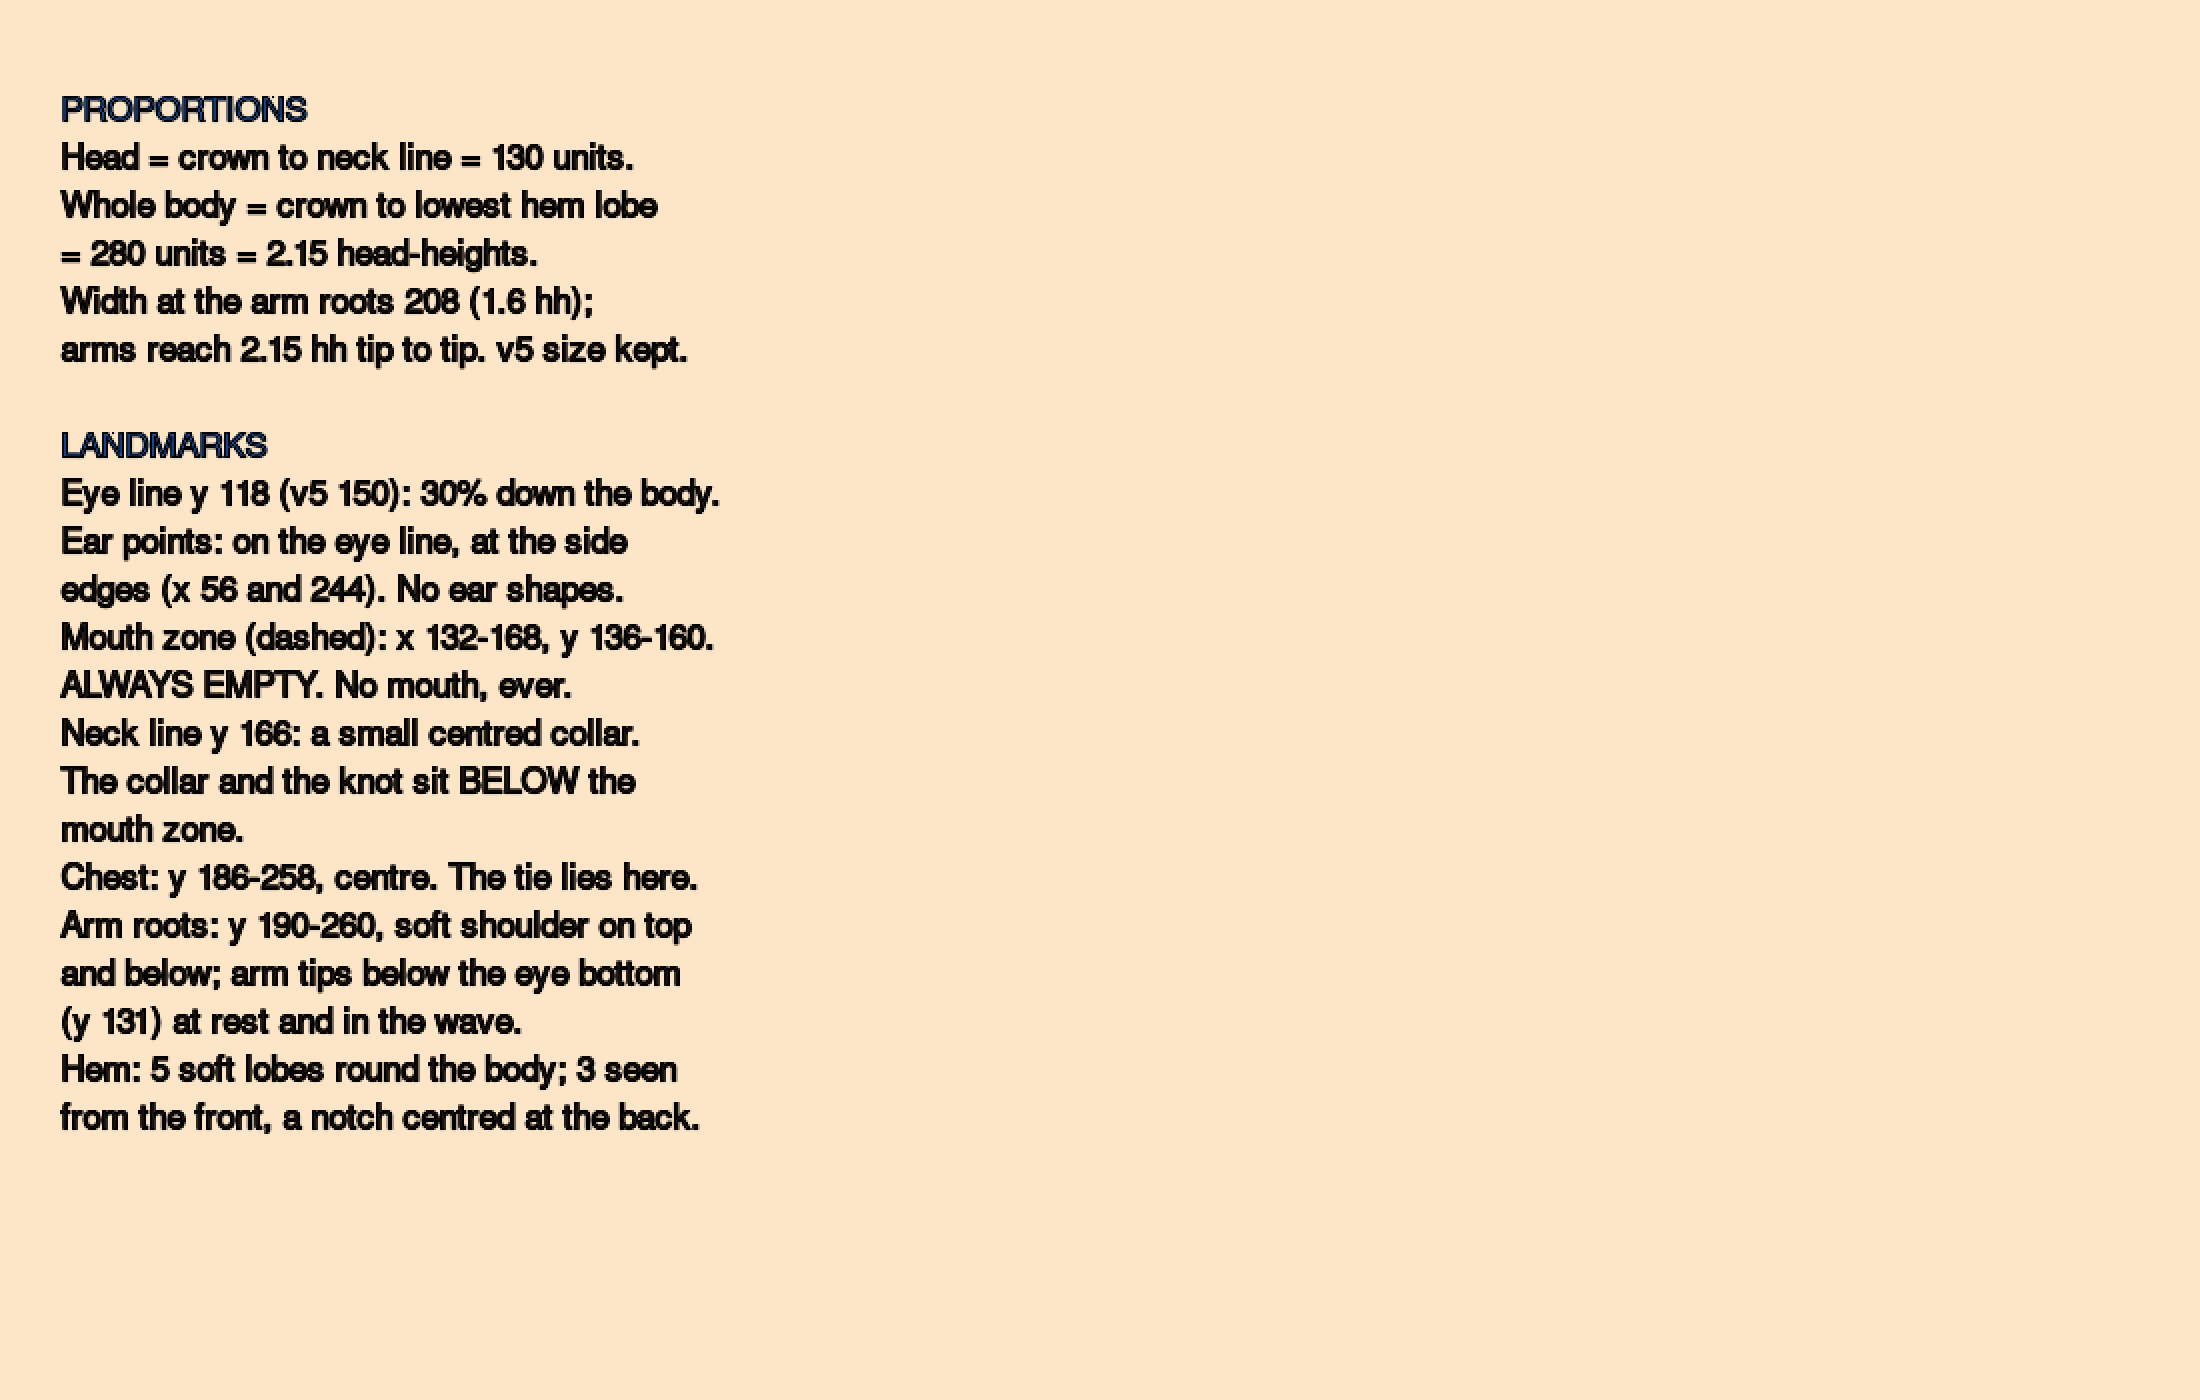 PROPORTIONS
Head = crown to neck line = 130 units.
Whole body = crown to lowest hem lobe
= 280 units = 2.15 head-heights.
Width at the arm roots 208 (1.6 hh);
arms reach 2.15 hh tip to tip. v5 size kept.
LANDMARKS
Eye line y 118 (v5 150): 30% down the body.
Ear points: on the eye line, at the side
edges (x 56 and 244). No ear shapes.
Mouth zone (dashed): x 132-168, y 136-160.
ALWAYS EMPTY. No mouth, ever.
Neck line y 166: a small centred collar.
The collar and the knot sit BELOW the
mouth zone.
Chest: y 186-258, centre. The tie lies here.
Arm roots: y 190-260, soft shoulder on top
and below; arm tips below the eye bottom
(y 131) at rest and in the wave.
Hem: 5 soft lobes round the body; 3 seen
from the front, a notch centred at the back.